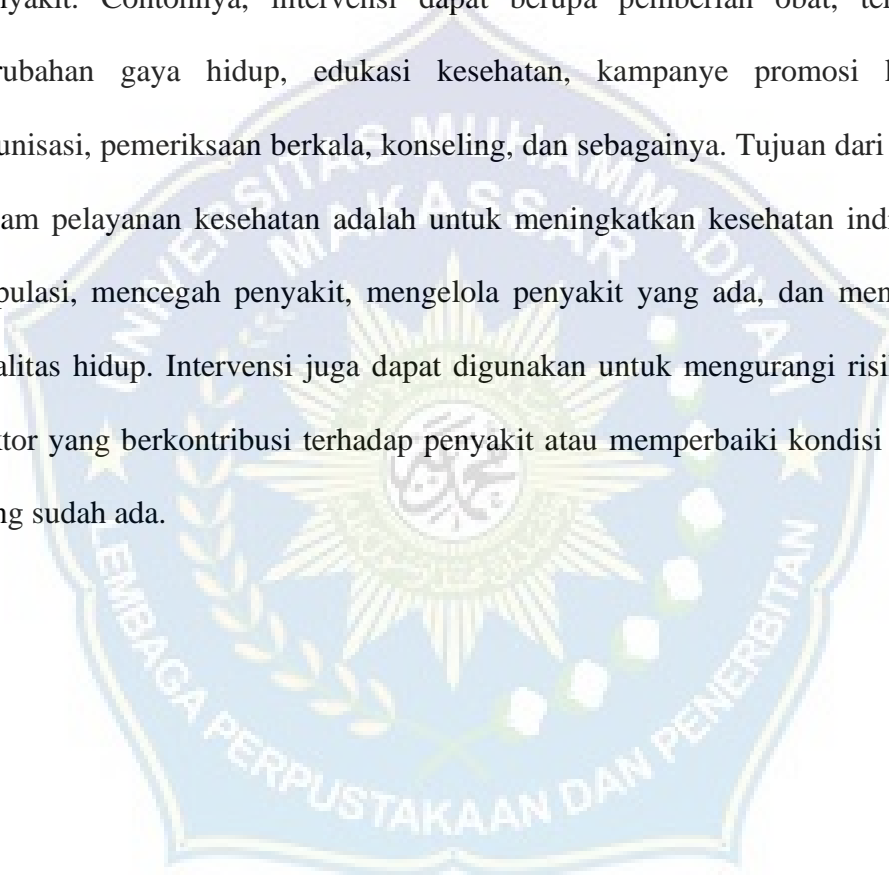 nyakit. Contohnya, intervensi dapat berupa pemberian obat, te
rubahan gaya hidup, edukasi kesehatan, kampanye promosi
unisasi, pemeriksaan berkala, konseling, dan sebagainya. Tujuan dari
am pelayanan kesehatan adalah untuk meningkatkan kesehatan ind
pulasi, mencegah penyakit, mengelola penyakit yang ada, dan men
alitas hidup. Intervensi juga dapat digunakan untuk mengurangi risi
ktor yang berkontribusi terhadap penyakit atau memperbaiki kondisi
ng sudah ada.
UNIVERSITAS MUHAMMADIYAH
MAKASSAR
LEMBAGA PERPUSTAKAAN DAN PENERBITAN